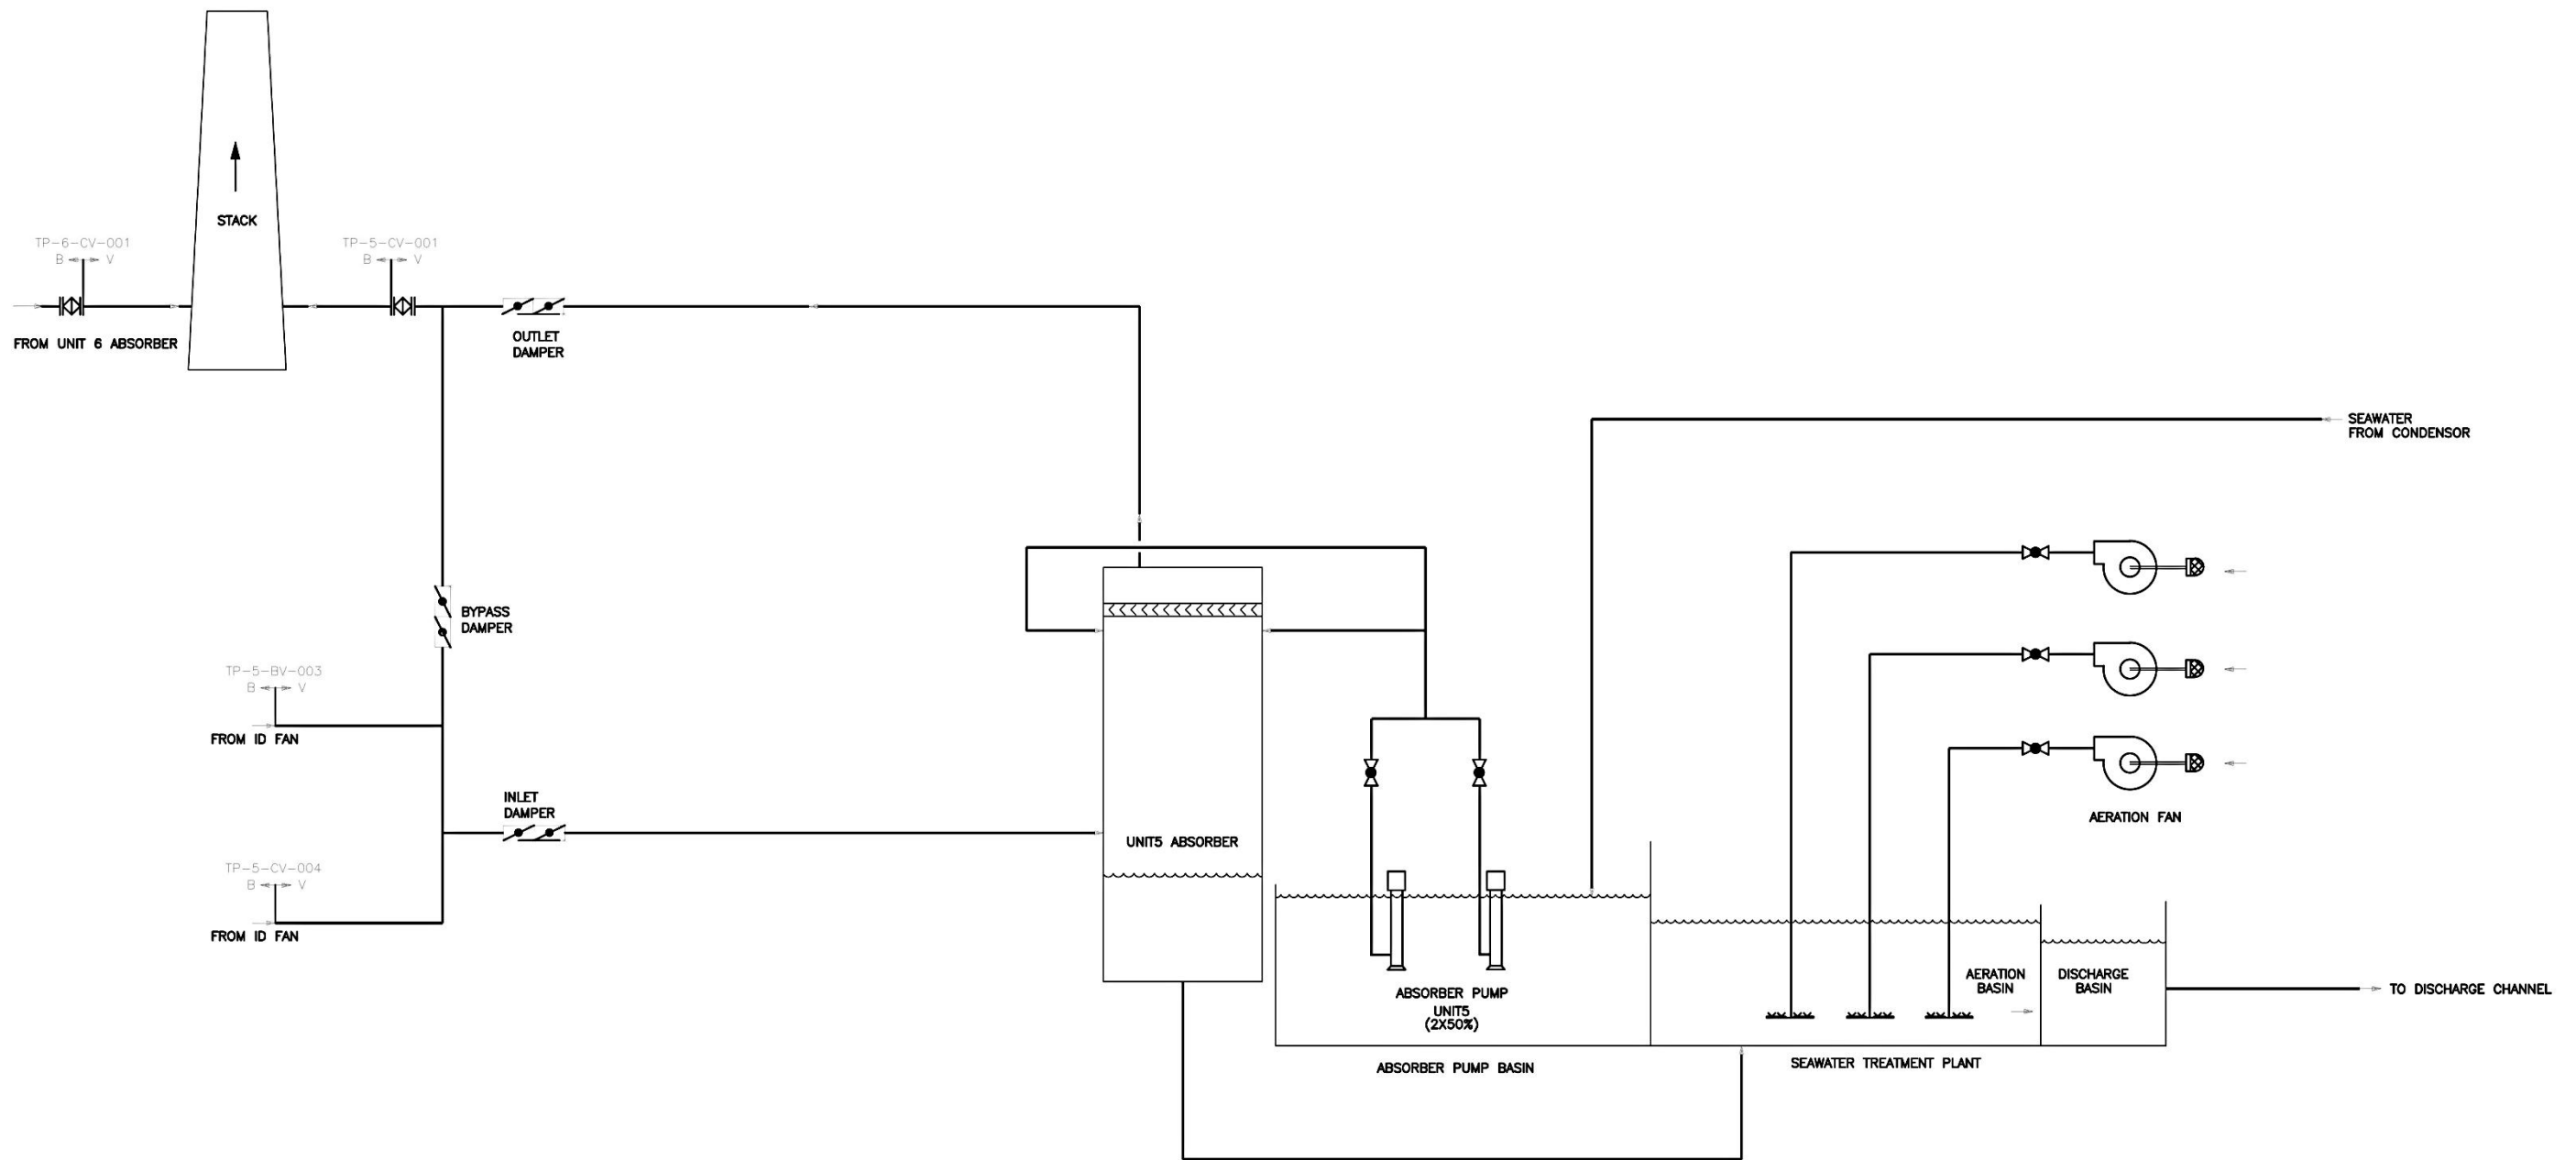 STACK
TP-6-CV-001
B V
TP-5-CV-001
B V
FROM UNIT 6 ABSORBER
OUTLET
DAMPER
SEAWATER
FROM CONDENSOR
BYPASS
DAMPER
TP-5-BV-003
B V
FROM ID FAN
INLET
DAMPER
AERATION FAN
UNIT5 ABSORBER
TP-5-CV-004
B V
FROM ID FAN
ABSORBER PUMP
UNIT5
(2X50%)
AERATION
BASIN
DISCHARGE
BASIN
TO DISCHARGE CHANNEL
ABSORBER PUMP BASIN
SEAWATER TREATMENT PLANT